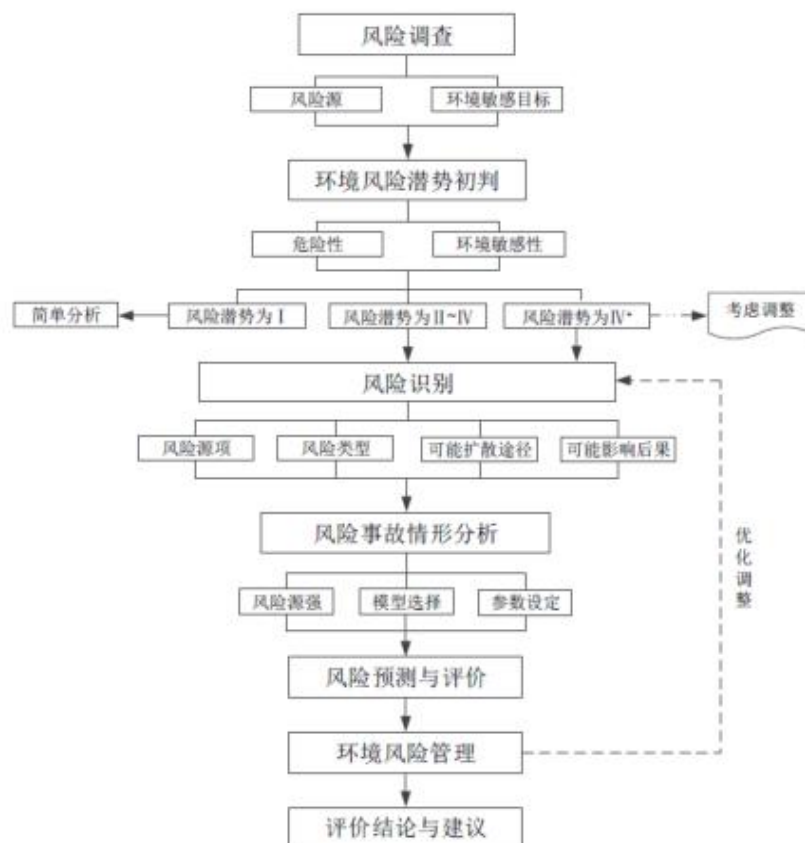 风险调查
风险源
环境敏感目标
环境风险潜势初判
危险性
环境敏感性
简单分析
风险潜势为Ⅰ
风险潜势为Ⅱ~Ⅳ
风险潜势为Ⅳ+
考虑调整
风险识别
风险源项
风险类型
可能扩散途径
可能影响后果
风险事故情形分析
风险源强
模型选择
参数设定
优化调整
风险预测与评价
环境风险管理
评价结论与建议